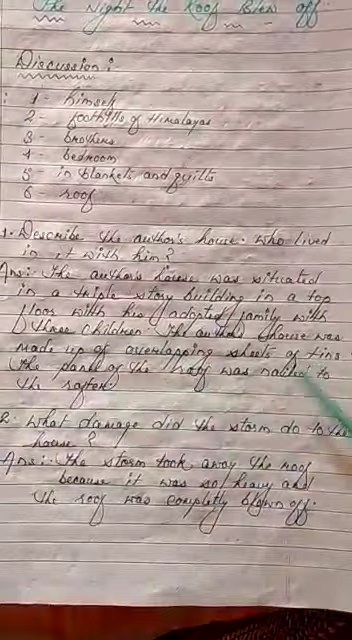 The Night the Roof Blew off
Discussion :
1 - himself
2 - foothills of Himalayas
3 - brothers
4 - bedroom
5 - in blankets and quilts
6 - roof
1. Describe the author's house. who lived
in it with him?
Ans: The author's house was situated
in a triple story building in a top
floor with his adopted family with
three children. The author house was
made up of overlapping sheets of tins
The of the roof was nailed to
the rafter
2. What damage did the storm do to the
house?
Ans: The storm took away the roof
because it was so heavy and
the roof was completly blown off.